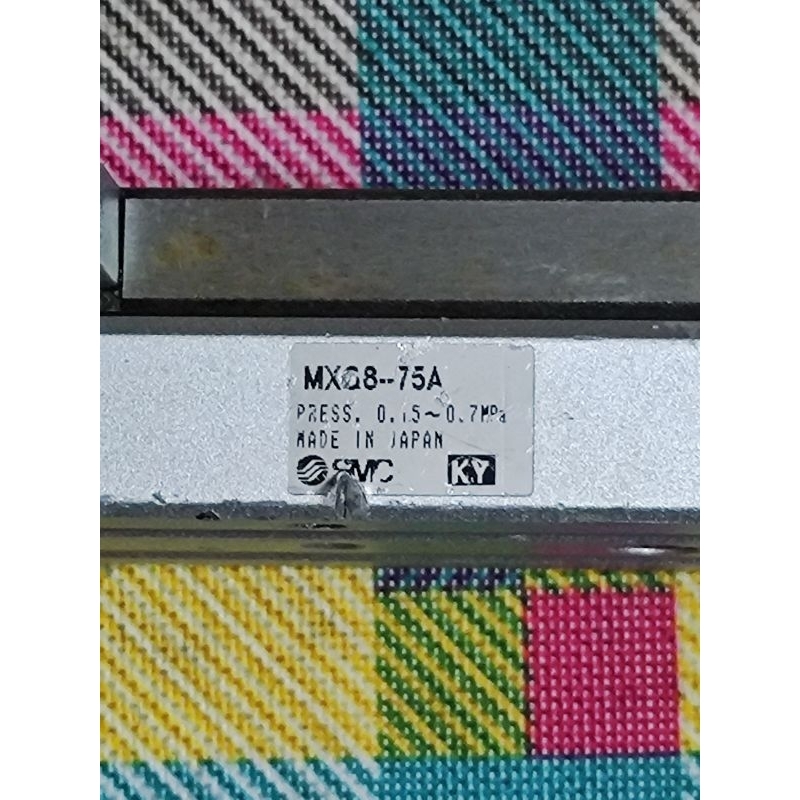 MXQ8--75A
PRESS. 0.15~0.7MPa
MADE IN JAPAN
SMC KY